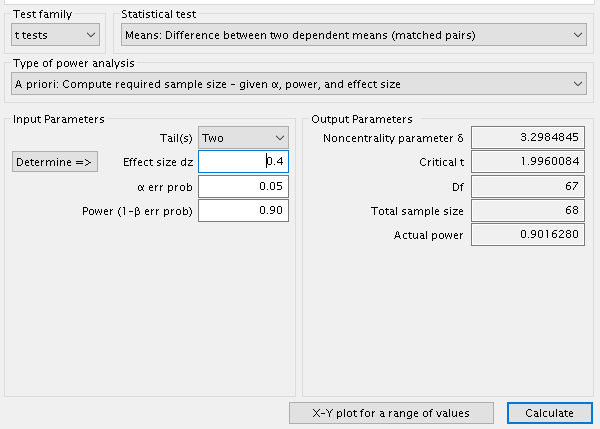 Test family
Statistical test
t tests
Means: Difference between two dependent means (matched pairs)
Type of power analysis
A priori: Compute required sample size - given α, power, and effect size
Input Parameters
Output Parameters
Tail(s) Two
Noncentrality parameter δ 3.2984845
Determine => Effect size dz 0.4
Critical t 1.9960084
α err prob 0.05
Df 67
Power (1-β err prob) 0.90
Total sample size 68
Actual power 0.9016280
X-Y plot for a range of values
Calculate